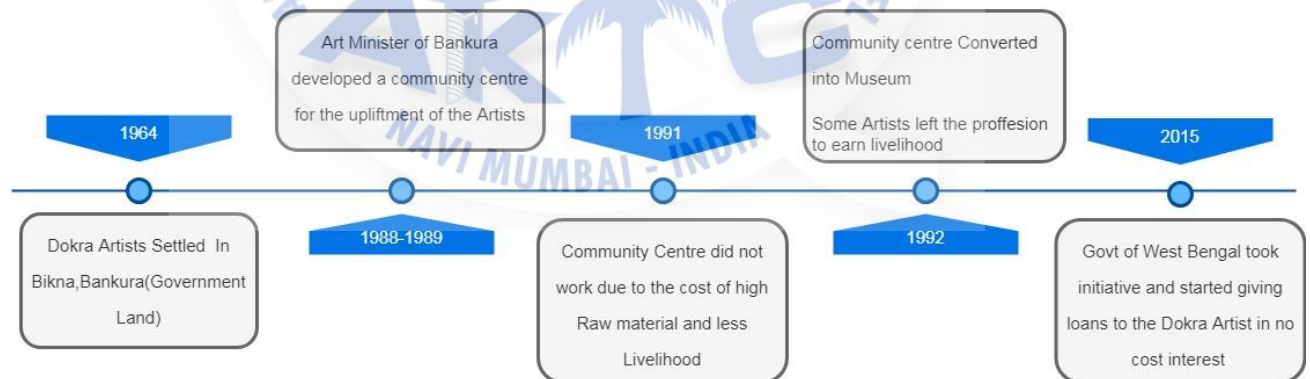 1964
Dokra Artists Settled In
Bikna,Bankura(Government
Land)
Art Minister of Bankura
developed a community centre
for the upliftment of the Artists
1988-1989
1991
Community Centre did not
work due to the cost of high
Raw material and less
Livelihood
Community centre Converted
into Museum
Some Artists left the proffesion
to earn livelihood
1992
2015
Govt of West Bengal took
initiative and started giving
loans to the Dokra Artist in no
cost interest
NAVI MUMBAI - INDIA